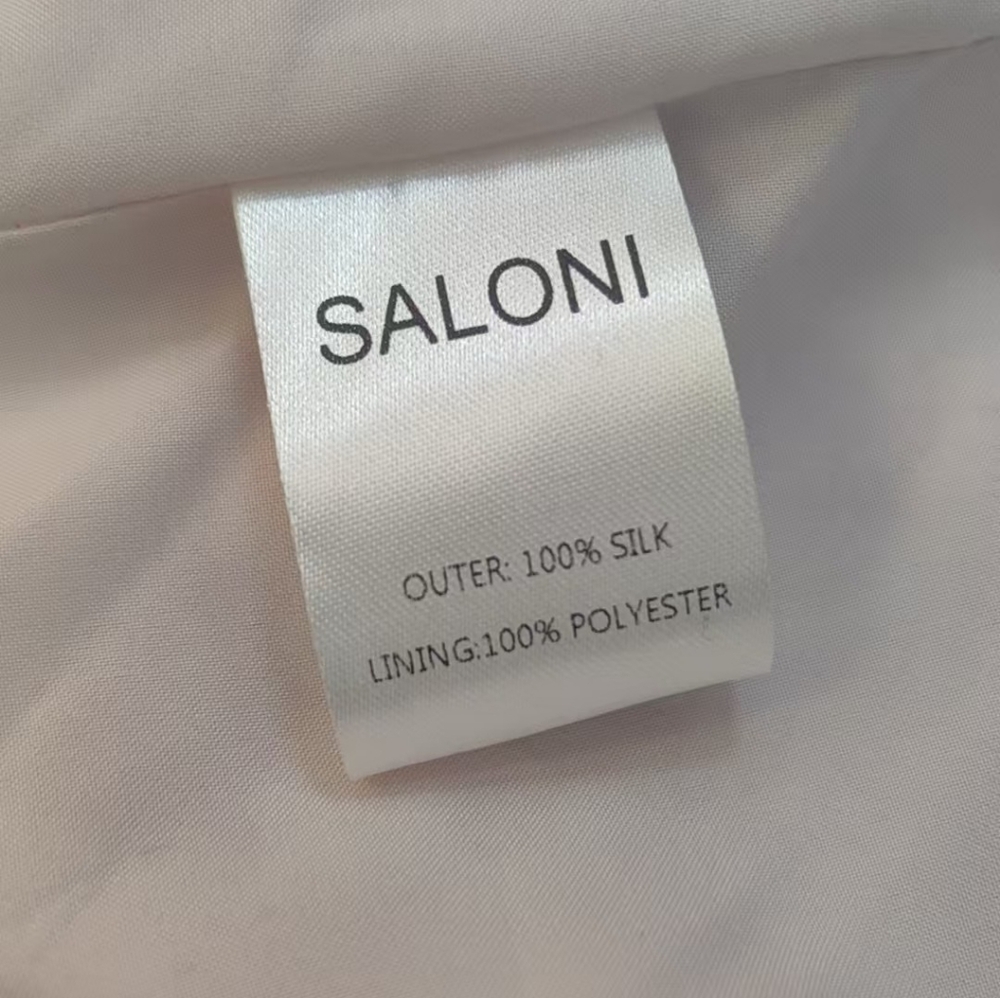 SALONI
OUTER: 100% SILK
LINING:100% POLYESTER